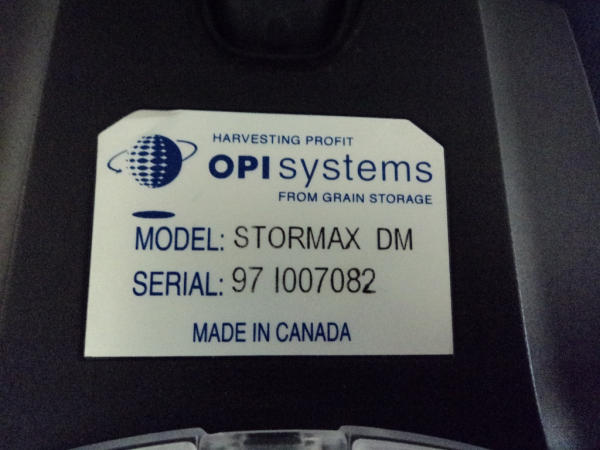 HARVESTING PROFIT
OPI systems
FROM GRAIN STORAGE
MODEL: STORMAX DM
SERIAL: 97 I007082
MADE IN CANADA